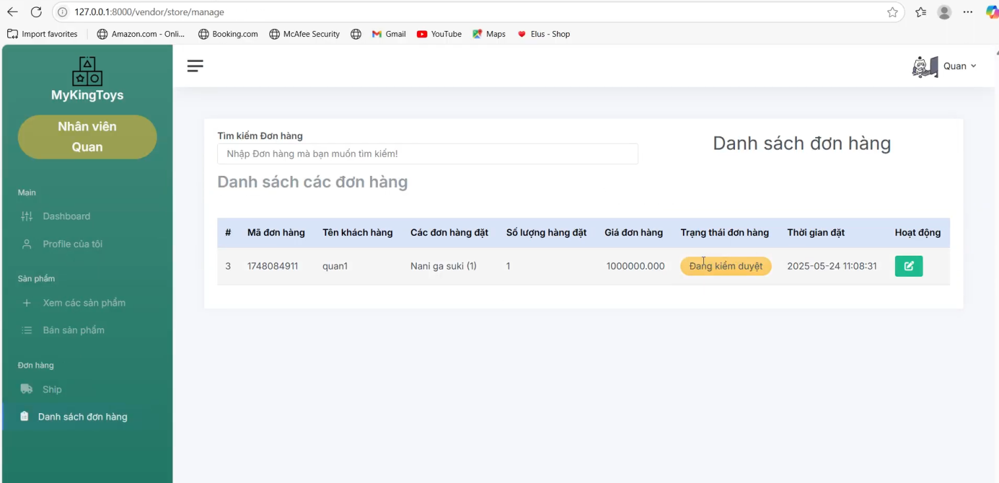 127.0.0.1:8000/vendor/store/manage
Import favorites Amazon.com - Onli... Booking.com McAfee Security Gmail YouTube Maps Elus - Shop
MyKingToys
Nhân viên
Quan
Main
Dashboard
Profile của tôi
Sản phẩm
Xem các sản phẩm
Bán sản phẩm
Đơn hàng
Ship
Danh sách đơn hàng
Quan
Tìm kiếm Đơn hàng
Nhập Đơn hàng mà bạn muốn tìm kiếm!
Danh sách đơn hàng
Danh sách các đơn hàng
# Mã đơn hàng Tên khách hàng Các đơn hàng đặt Số lượng hàng đặt Giá đơn hàng Trạng thái đơn hàng Thời gian đặt Hoạt động
3 1748084911 quan1 Nani ga suki (1) 1 1000000.000 Đang kiểm duyệt 2025-05-24 11:08:31